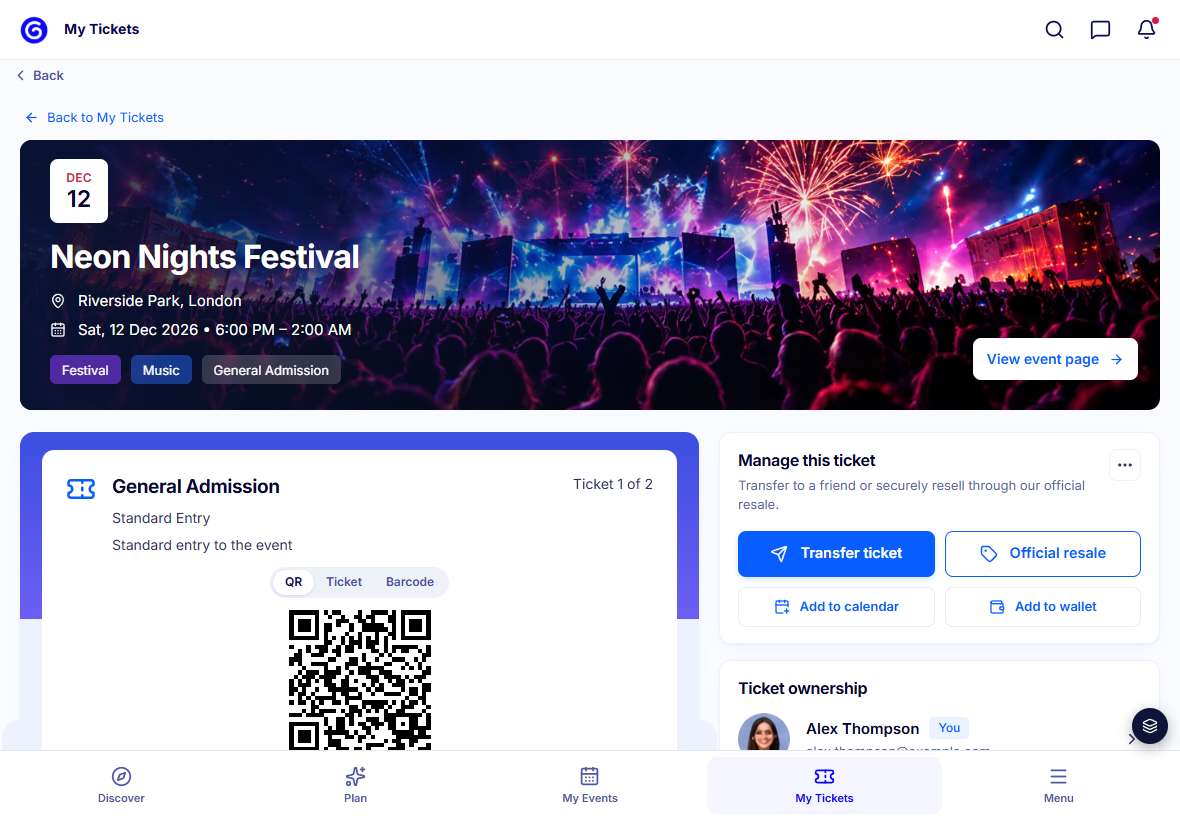 My Tickets
Back
Back to My Tickets
DEC
12
Neon Nights Festival
Riverside Park, London
Sat, 12 Dec 2026 • 6:00 PM – 2:00 AM
Festival
Music
General Admission
View event page
General Admission
Ticket 1 of 2
Standard Entry
Standard entry to the event
QR
Ticket
Barcode
Manage this ticket
Transfer to a friend or securely resell through our official
resale.
Transfer ticket
Official resale
Add to calendar
Add to wallet
Ticket ownership
Alex Thompson
You
Discover
Plan
My Events
My Tickets
Menu